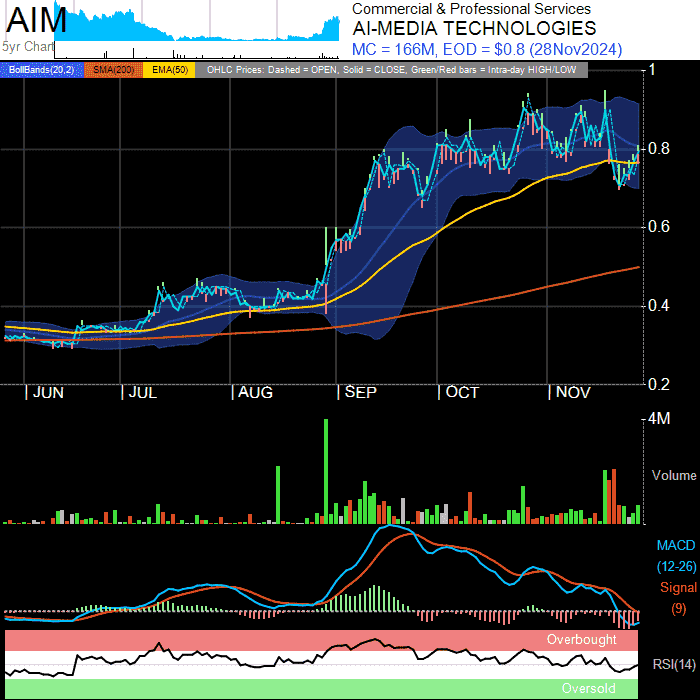 AIM
Commercial & Professional Services
AI-MEDIA TECHNOLOGIES
5yr Chart
MC = 166M, EOD = $0.8 (28Nov2024)
BollBands(20,2) SMA(200) EMA(50) OHLC Prices: Dashed = OPEN, Solid = CLOSE, Green/Red bars = Intra-day HIGH/LOW
1
0.8
0.6
0.4
0.2
| JUN | JUL | AUG | SEP | OCT | NOV
4M
Volume
MACD
(12-26)
Signal
(9)
Overbought
RSI(14)
Oversold